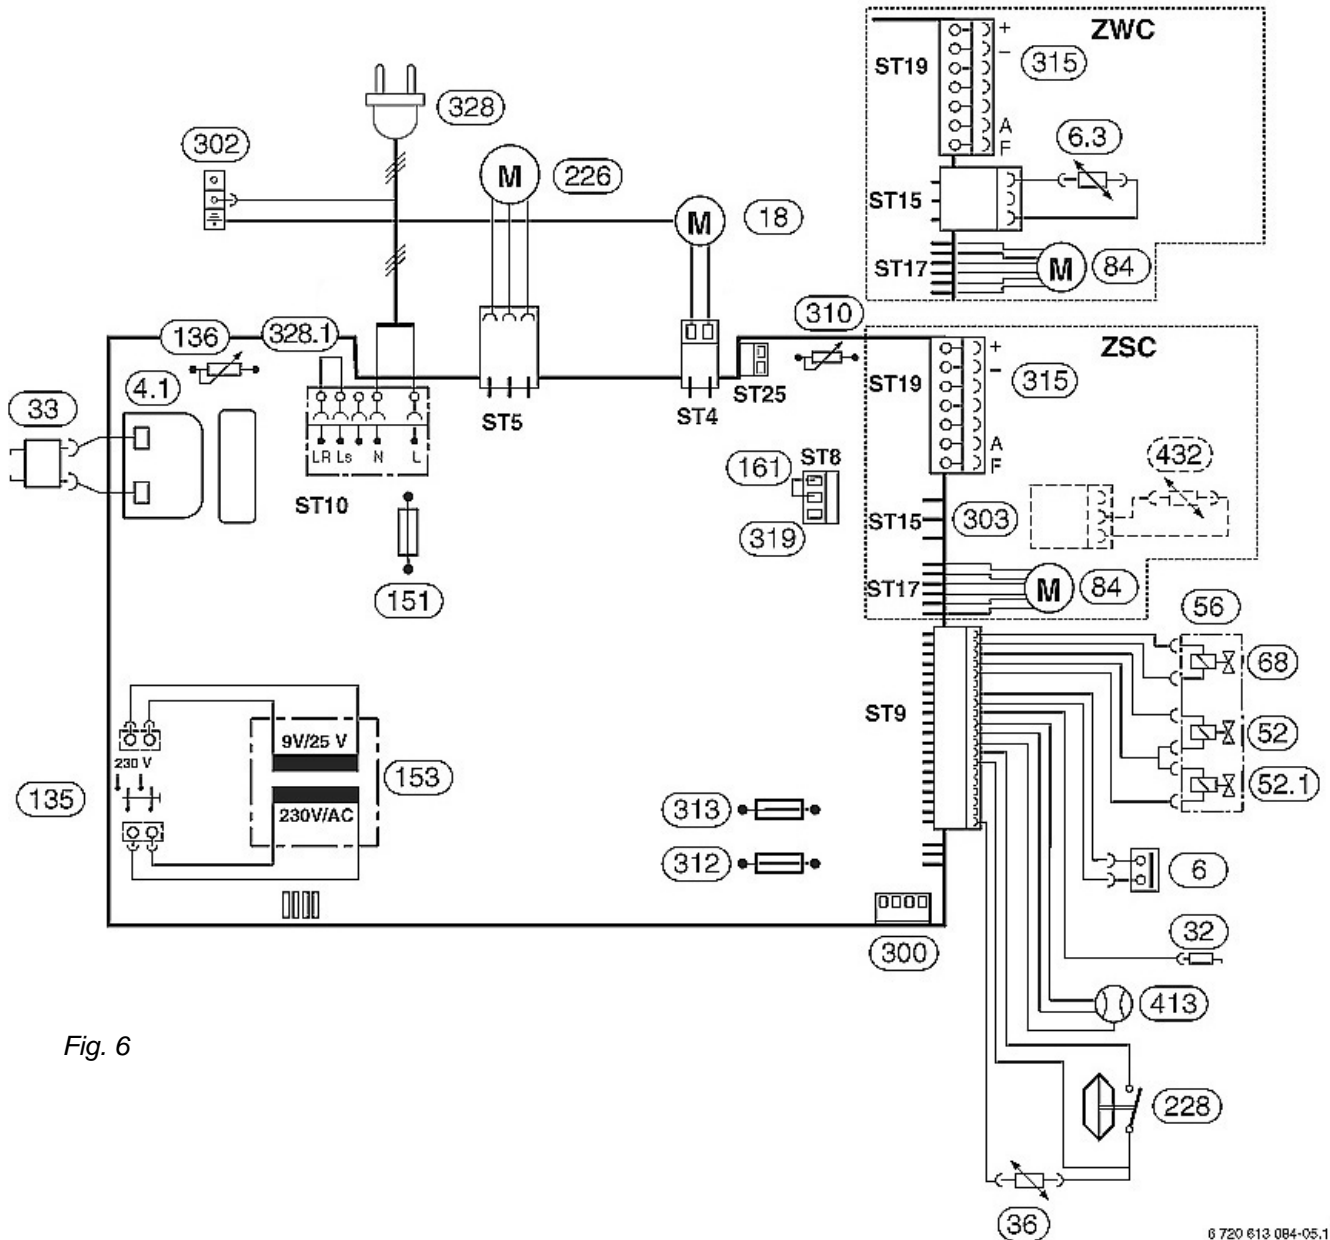 ZWC
+
315
–
ST19
328
A
6.3
F
302
M
226
ST15
M
18
ST17
M
84
310
136
328.1
ZSC
+
4.1
ST19
–
315
ST25
33
ST5
ST4
A
432
LR Ls N L
161
ST8
F
ST10
ST15
303
319
151
ST17
M
84
56
68
ST9
52
9V/25 V
230 V
153
52.1
135
230V/AC
313
312
6
32
300
413
Fig. 6
228
36
6 720 613 084-05.1